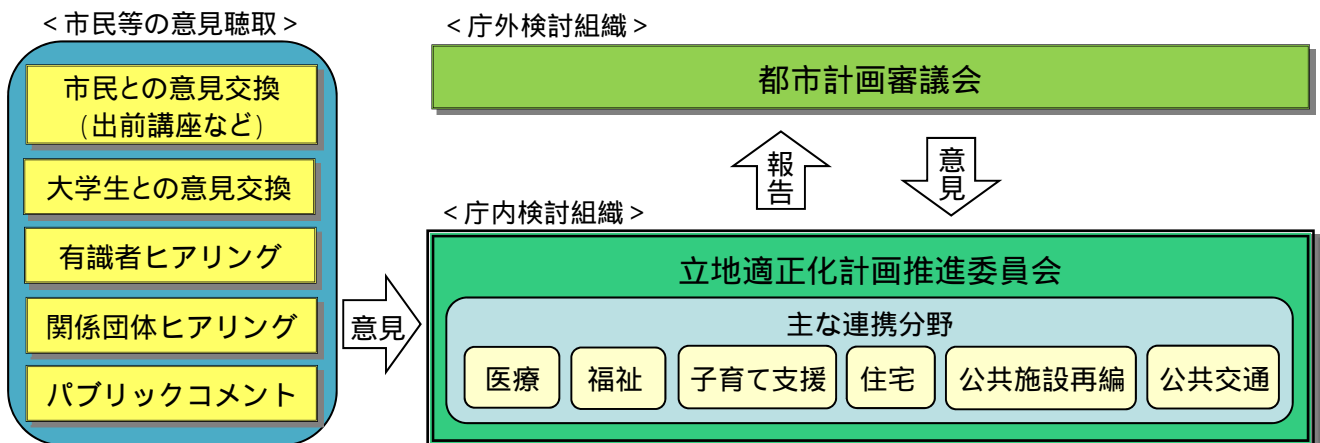 <市民等の意見聴取>
市民との意見交換
(出前講座など)
大学生との意見交換
有識者ヒアリング
関係団体ヒアリング
パブリックコメント
意見
<庁外検討組織>
都市計画審議会
報告
意見
<庁内検討組織>
立地適正化計画推進委員会
主な連携分野
医療
福祉
子育て支援
住宅
公共施設再編
公共交通